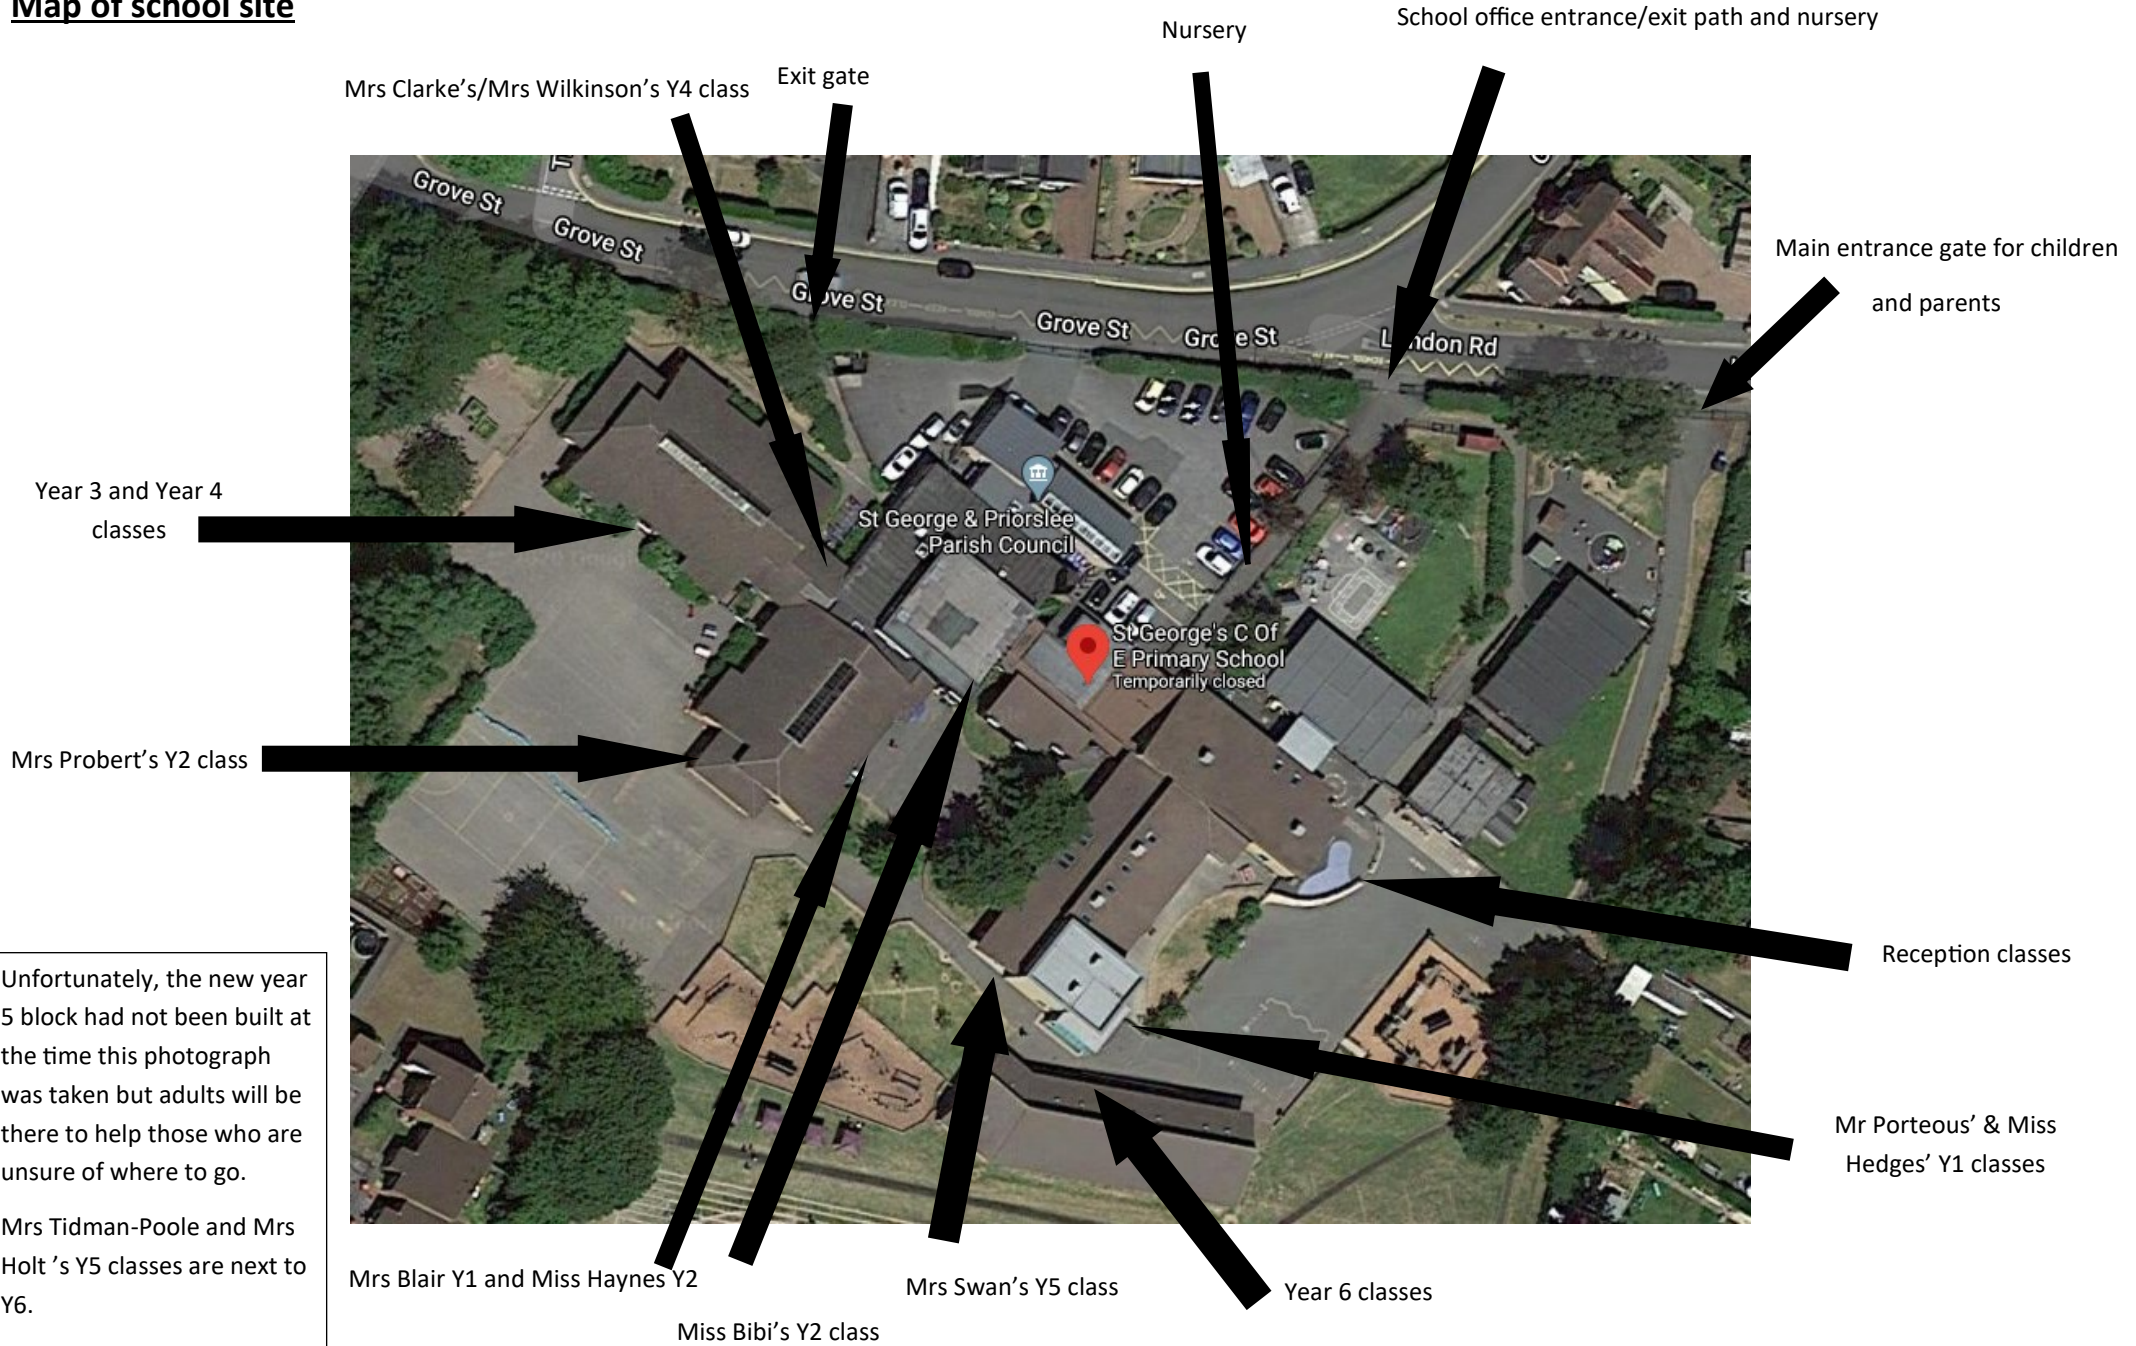 Map of school site
Nursery
School office entrance/exit path and nursery
Exit gate
Mrs Clarke’s/Mrs Wilkinson’s Y4 class
Main entrance gate for children
and parents
Grove St
Grove St
Grove St
Grove St
Grove St
London Rd
Year 3 and Year 4
classes
St George & Priorslee
Parish Council
St George's C Of
E Primary School
Temporarily closed
Mrs Probert’s Y2 class
Reception classes
Unfortunately, the new year
5 block had not been built at
the time this photograph
was taken but adults will be
there to help those who are
unsure of where to go.
Mrs Tidman-Poole and Mrs
Holt ’s Y5 classes are next to
Y6.
Mr Porteous’ & Miss
Hedges’ Y1 classes
Mrs Blair Y1 and Miss Haynes Y2
Mrs Swan’s Y5 class
Year 6 classes
Miss Bibi’s Y2 class